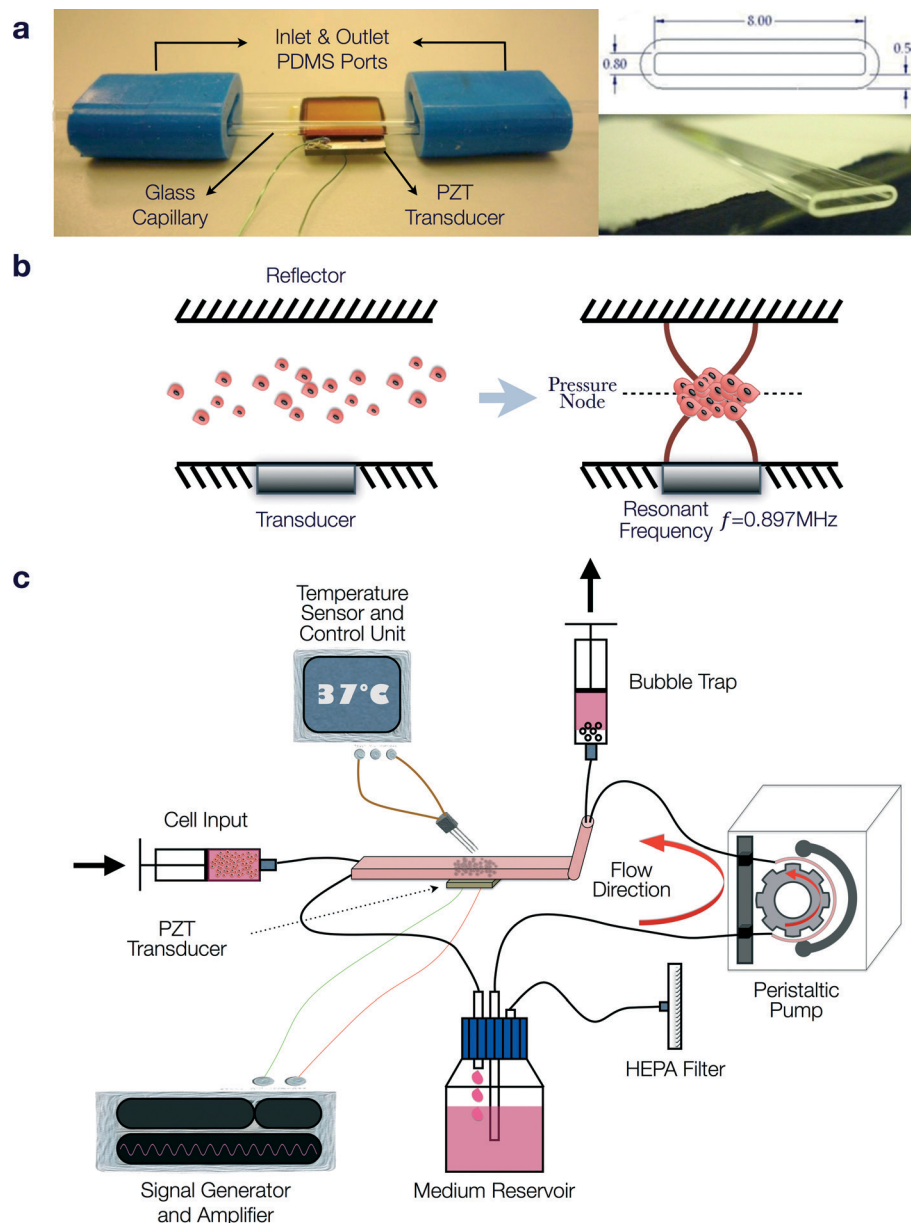 a
Inlet & Outlet
PDMS Ports
Glass
Capillary
PZT
Transducer
8.00
0.80
0.5
b
Reflector
Transducer
Pressure
Node
Resonant
Frequency
f=0.897MHz
c
Temperature
Sensor and
Control Unit
37°C
Bubble Trap
Cell Input
PZT
Transducer
Flow
Direction
Peristaltic
Pump
HEPA Filter
Medium Reservoir
Signal Generator
and Amplifier